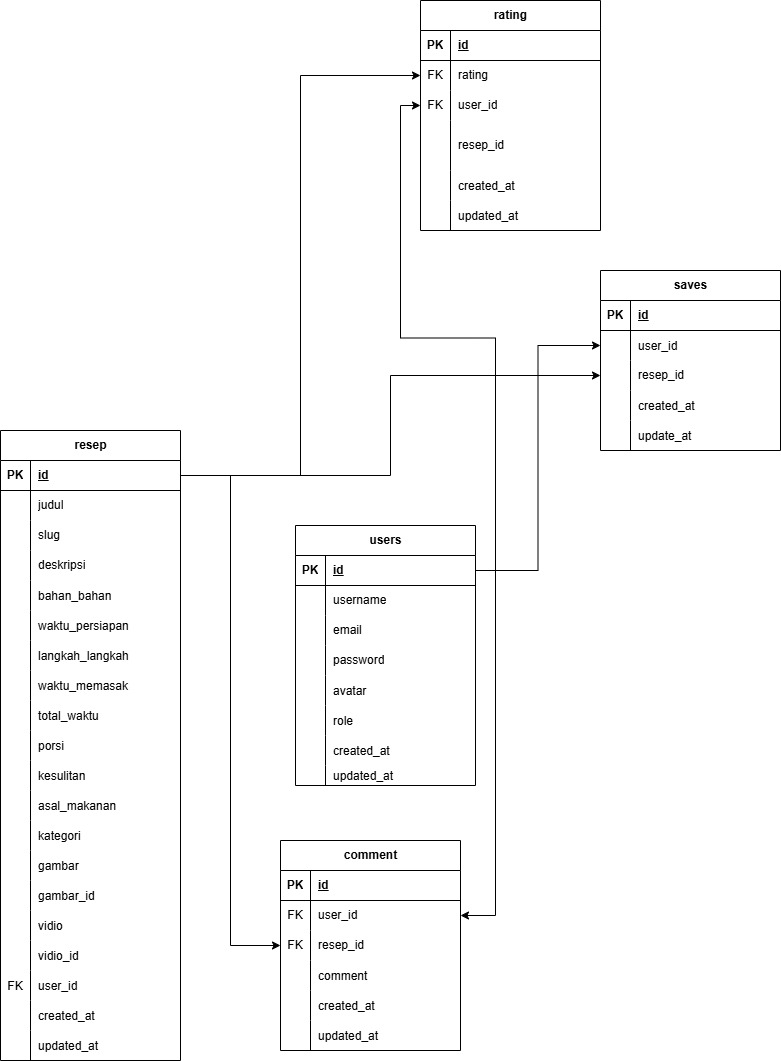 rating
PK id
FK rating
FK user_id
resep_id
created_at
updated_at
saves
PK id
user_id
resep_id
created_at
update_at
resep
PK id
judul
slug
deskripsi
bahan_bahan
waktu_persiapan
langkah_langkah
waktu_memasak
total_waktu
porsi
kesulitan
asal_makanan
kategori
gambar
gambar_id
vidio
vidio_id
FK user_id
created_at
updated_at
users
PK id
username
email
password
avatar
role
created_at
updated_at
comment
PK id
FK user_id
FK resep_id
comment
created_at
updated_at